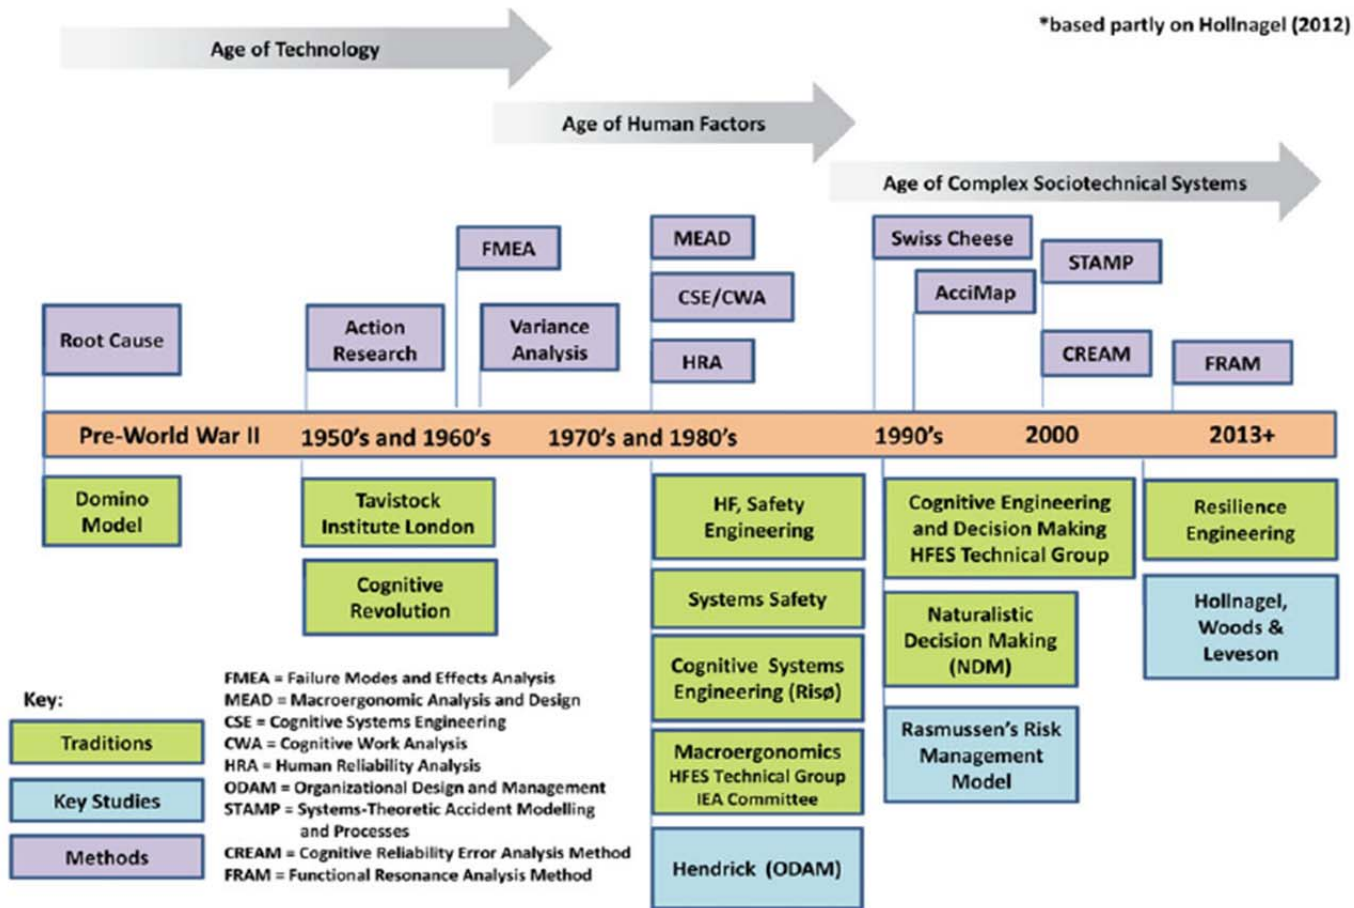 *based partly on Hollnagel (2012)
Age of Technology
Age of Human Factors
Age of Complex Sociotechnical Systems
Root Cause
Action
Research
FMEA
Variance
Analysis
MEAD
CSE/CWA
HRA
Swiss Cheese
AcciMap
STAMP
CREAM
FRAM
Pre-World War II
1950's and 1960's
1970's and 1980's
1990's
2000
2013+
Domino
Model
Tavistock
Institute London
Cognitive
Revolution
HF, Safety
Engineering
Systems Safety
Cognitive Systems
Engineering (Risø)
Macroergonomics
HFES Technical Group
IEA Committee
Hendrick (ODAM)
Cognitive Engineering
and Decision Making
HFES Technical Group
Naturalistic
Decision Making
(NDM)
Rasmussen's Risk
Management
Model
Resilience
Engineering
Hollnagel,
Woods &
Leveson
Key:
Traditions
Key Studies
Methods
FMEA = Failure Modes and Effects Analysis
MEAD = Macroergonomic Analysis and Design
CSE = Cognitive Systems Engineering
CWA = Cognitive Work Analysis
HRA = Human Reliability Analysis
ODAM = Organizational Design and Management
STAMP = Systems-Theoretic Accident Modelling
and Processes
CREAM = Cognitive Reliability Error Analysis Method
FRAM = Functional Resonance Analysis Method